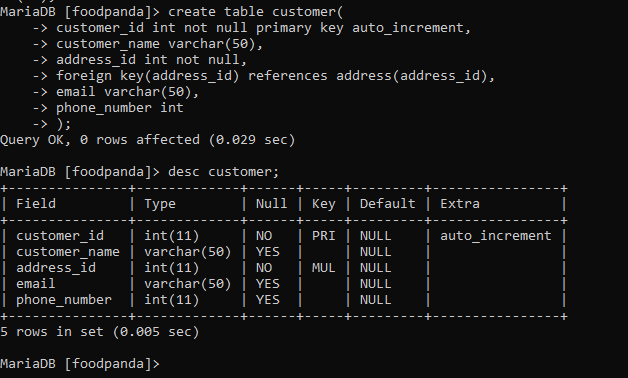 MariaDB [foodpanda]> create table customer(
    -> customer_id int not null primary key auto_increment,
    -> customer_name varchar(50),
    -> address_id int not null,
    -> foreign key(address_id) references address(address_id),
    -> email varchar(50),
    -> phone_number int
    -> );
Query OK, 0 rows affected (0.029 sec)

MariaDB [foodpanda]> desc customer;
+---------------+-------------+------+-----+---------+----------------+
| Field         | Type        | Null | Key | Default | Extra          |
+---------------+-------------+------+-----+---------+----------------+
| customer_id   | int(11)     | NO   | PRI | NULL    | auto_increment |
| customer_name | varchar(50) | YES  |     | NULL    |                |
| address_id    | int(11)     | NO   | MUL | NULL    |                |
| email         | varchar(50) | YES  |     | NULL    |                |
| phone_number  | int(11)     | YES  |     | NULL    |                |
+---------------+-------------+------+-----+---------+----------------+
5 rows in set (0.005 sec)

MariaDB [foodpanda]>